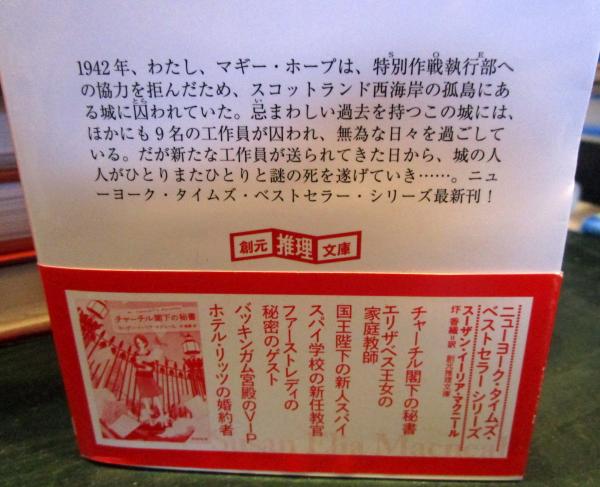 1942年、わたし、マギー・ホープは、特別作戦執行部へ
の協力を拒んだため、スコットランド西海岸の孤島にあ
る城に囚われていた。忌まわしい過去を持つこの城には、
ほかにも9名の工作員が囚われ、無為な日々を過ごして
いる。だが新たな工作員が送られてきた日から、城の人
人がひとりまたひとりと謎の死を遂げていき……。ニュ
ーヨーク・タイムズ・ベストセラー・シリーズ最新刊!
創元推理文庫
ニューヨーク・タイムズ・
ベストセラー シリーズ
スーザン・イーリア・マクニール
圷 香織=訳 創元推理文庫
チャーチル閣下の秘書
エリザベス王女の
家庭教師
国王陛下の新人スパイ
スパイ学校の新任教官
ファーストレディの
秘密のゲスト
バッキンガム宮殿のVIP
ホテル・リッツの婚約者
チャーチル閣下の秘書